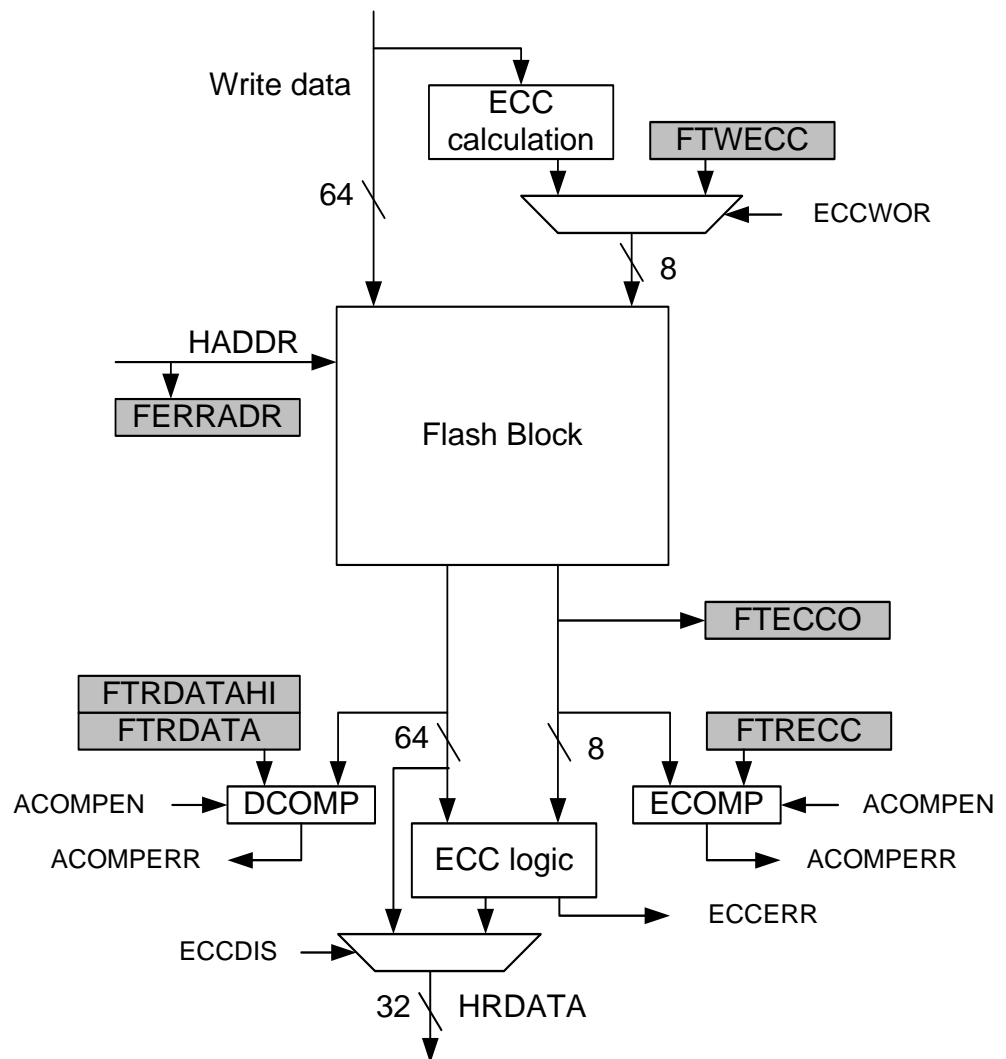 Write data
ECC
calculation
FTWECC
64
ECCWOR
8
HADDR
FERRADR
Flash Block
FTECCO
FTRDATAHI
FTRDATA
64
8
FTRECC
ACOMPEN
DCOMP
ECOMP
ACOMPEN
ACOMPERR
ECC logic
ACOMPERR
ECCERR
ECCDIS
32
HRDATA